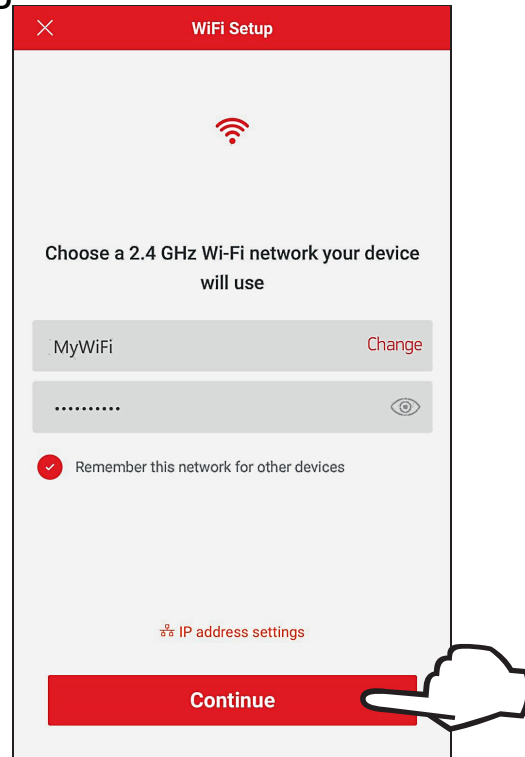 WiFi Setup
Choose a 2.4 GHz Wi-Fi network your device
will use
MyWiFi Change
••••••••••
Remember this network for other devices
IP address settings
Continue